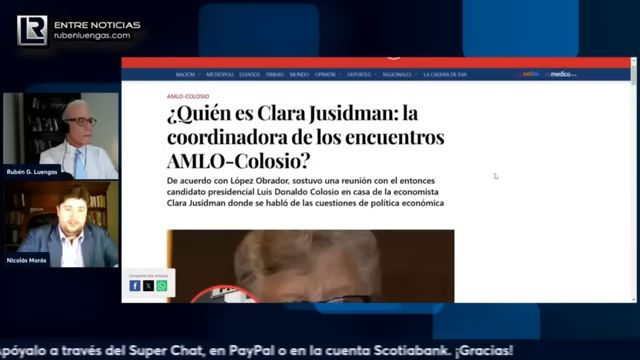 LR
ENTRE NOTICIAS
rubenluengas.com
NACIÓN METRÓPOLI ESTADOS DINERO MUNDO OPINIÓN DEPORTES REGIONALES LA CADERA DE EVA
AMLO-COLOSIO
¿Quién es Clara Jusidman: la
coordinadora de los encuentros
AMLO-Colosio?
De acuerdo con López Obrador, sostuvo una reunión con el entonces
candidato presidencial Luis Donaldo Colosio en casa de la economista
Clara Jusidman donde se habló de las cuestiones de política económica
Rubén G. Luengas
Nicolás Morás
Apóyalo a través del Super Chat, en PayPal o en la cuenta Scotiabank. ¡Gracias!